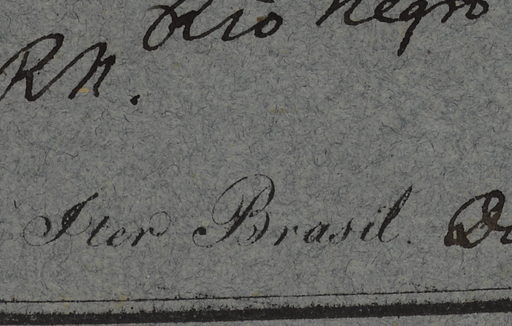 Rio Negro
RN.
Iter Brasil.